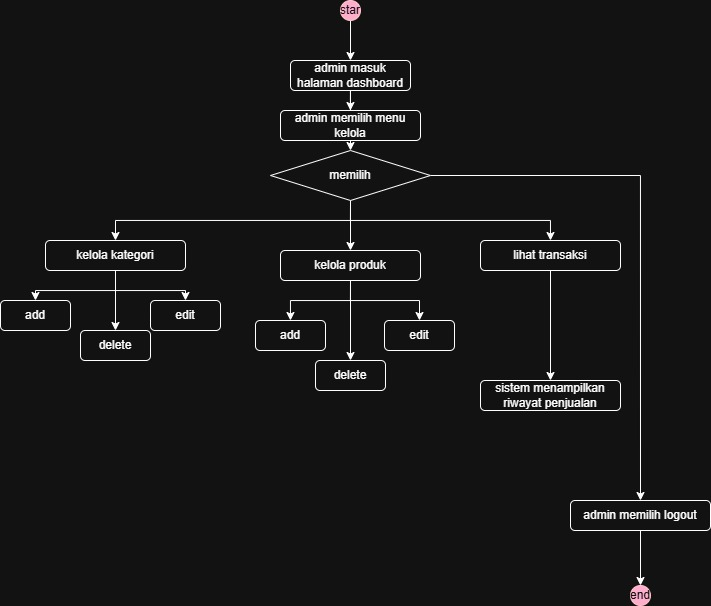 star
admin masuk
halaman dashboard
admin memilih menu
kelola
memilih
kelola kategori
kelola produk
lihat transaksi
add
edit
delete
add
edit
delete
sistem menampilkan
riwayat penjualan
admin memilih logout
end